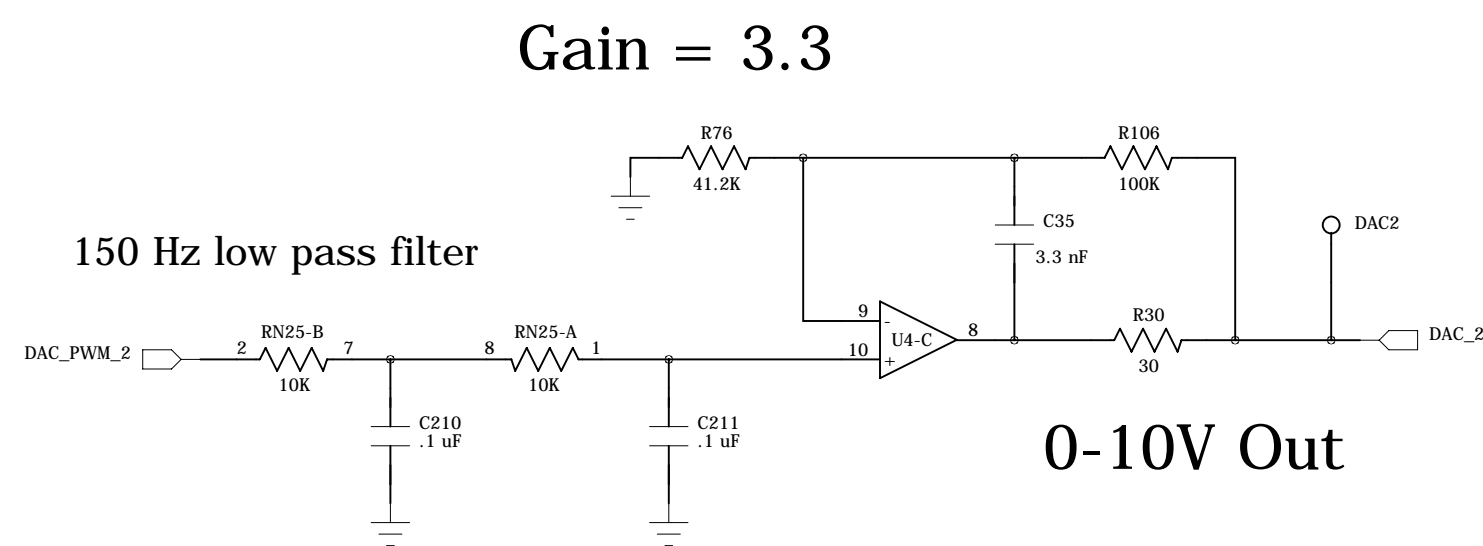 Gain = 3.3
R76
41.2K
R106
100K
C35
3.3 nF
DAC2
150 Hz low pass filter
DAC_PWM_2
2
RN25-B
7
10K
8
RN25-A
1
10K
9
-
10
+
U4-C
8
R30
30
DAC_2
C210
.1 uF
C211
.1 uF
0-10V Out